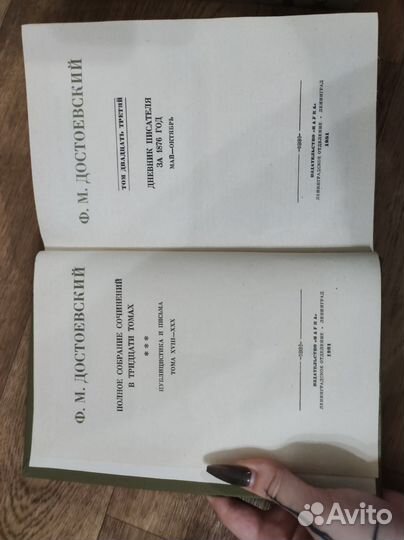 Ф. М. ДОСТОЕВСКИЙ
ПОЛНОЕ СОБРАНИЕ СОЧИНЕНИЙ
В ТРИДЦАТИ ТОМАХ
* * *
ПУБЛИЦИСТИКА И ПИСЬМА
ТОМА XVIII—XXX
ИЗДАТЕЛЬСТВО «НАУКА»
ЛЕНИНГРАДСКОЕ ОТДЕЛЕНИЕ · ЛЕНИНГРАД
1981
Ф. М. ДОСТОЕВСКИЙ
ТОМ ДВАДЦАТЬ ТРЕТИЙ
ДНЕВНИК ПИСАТЕЛЯ
ЗА 1876 ГОД
МАЙ—ОКТЯБРЬ
ИЗДАТЕЛЬСТВО «НАУКА»
ЛЕНИНГРАДСКОЕ ОТДЕЛЕНИЕ · ЛЕНИНГРАД
1981
Avito